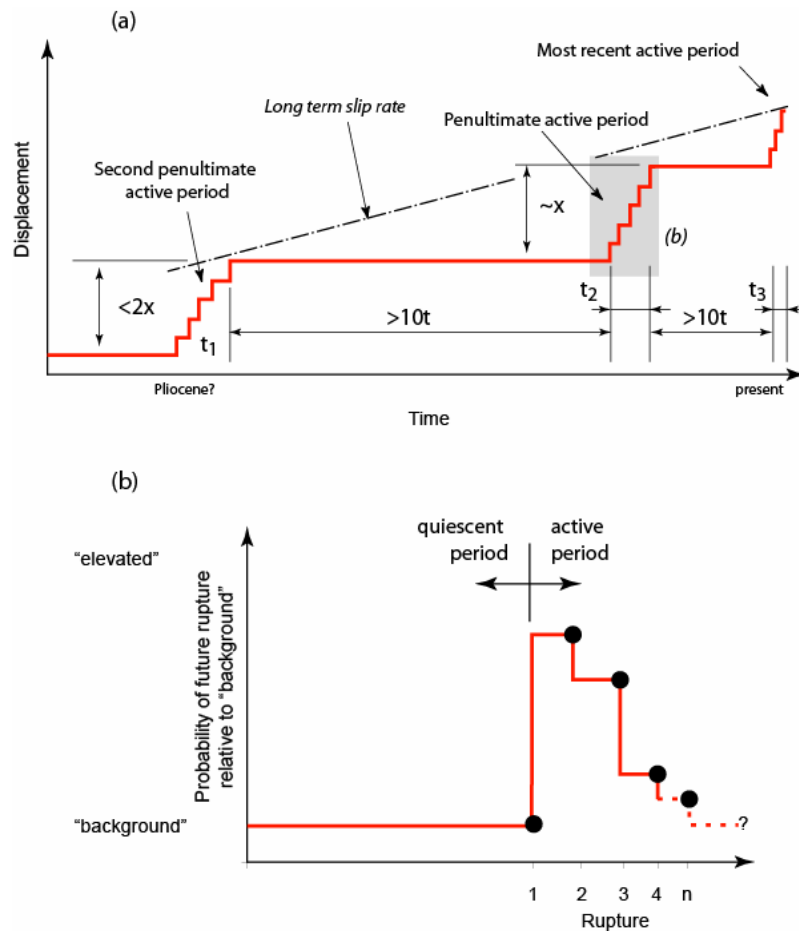 (a)
Most recent active period
Long term slip rate
Penultimate active period
Second penultimate
active period
Displacement
~x
(b)
<2x
t1
>10t
t2
>10t
t3
Pliocene?
present
Time
(b)
"elevated"
quiescent
period
active
period
Probability of future rupture
relative to "background"
"background"
?
1 2 3 4 n
Rupture